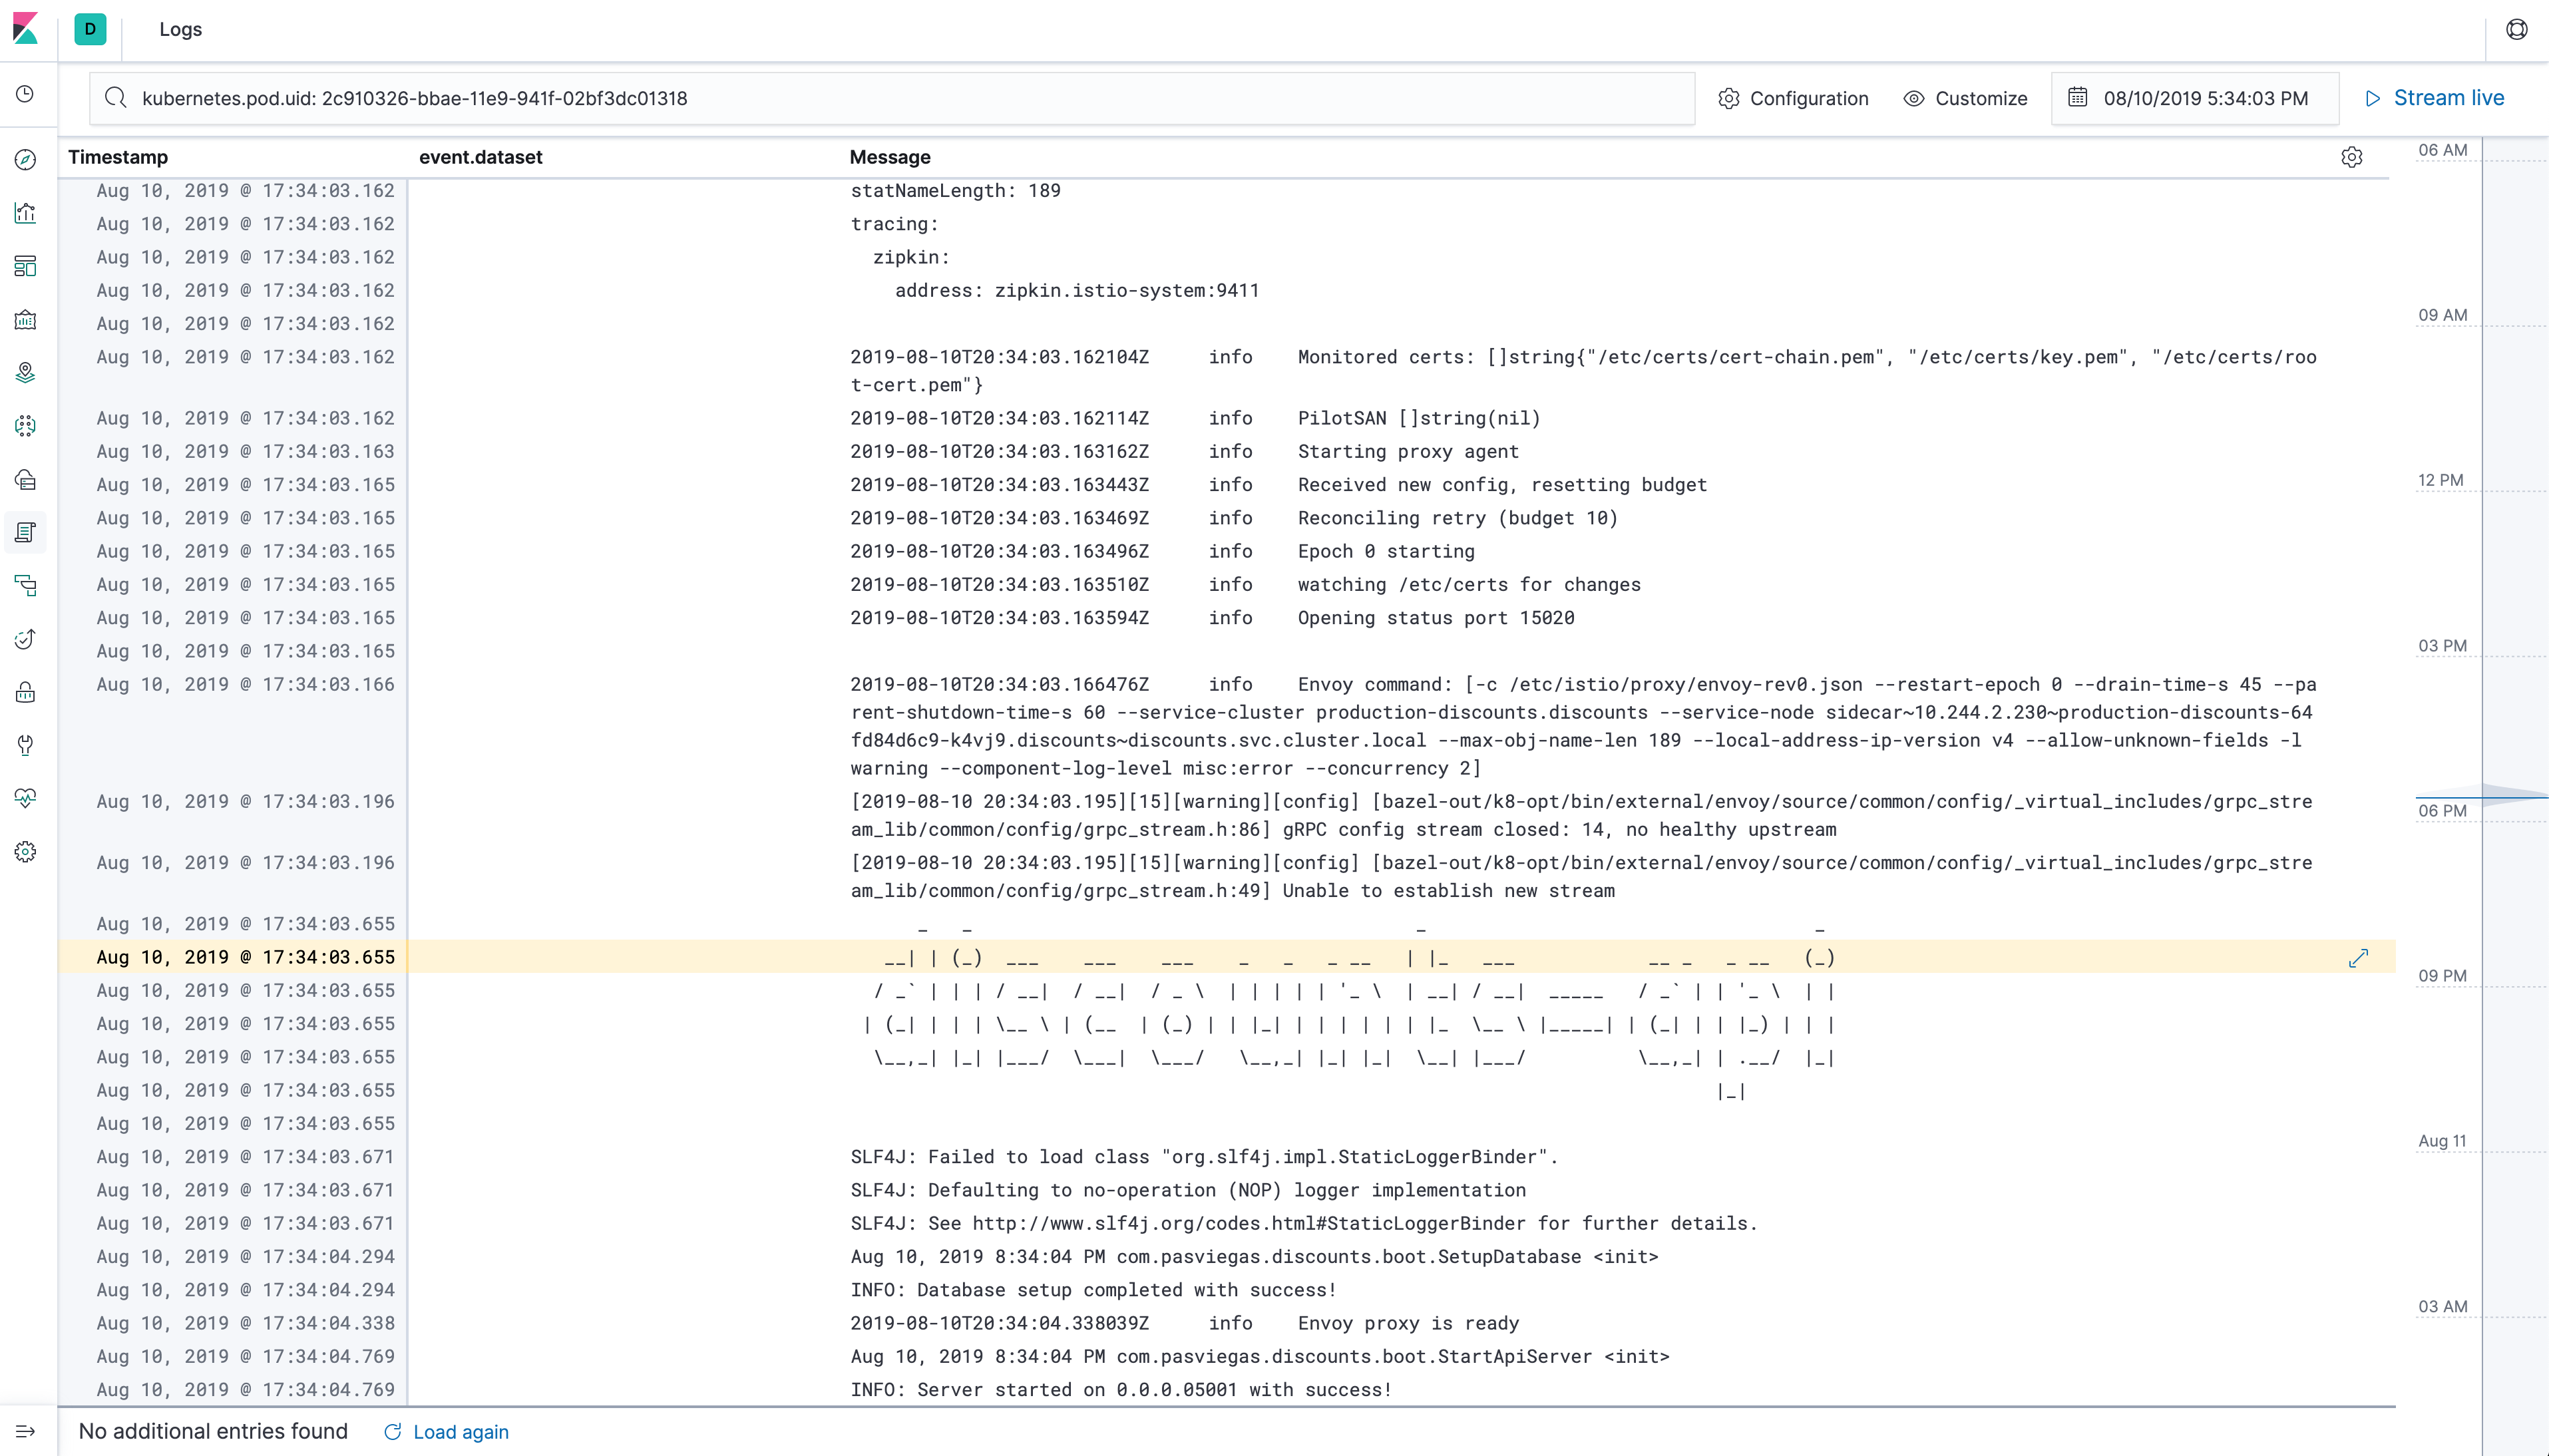 D Logs
kubernetes.pod.uid: 2c910326-bbae-11e9-941f-02bf3dc01318 Configuration Customize 08/10/2019 5:34:03 PM Stream live
Timestamp event.dataset Message
Aug 10, 2019 @ 17:34:03.162 statNameLength: 189
Aug 10, 2019 @ 17:34:03.162 tracing:
Aug 10, 2019 @ 17:34:03.162   zipkin:
Aug 10, 2019 @ 17:34:03.162     address: zipkin.istio-system:9411
Aug 10, 2019 @ 17:34:03.162
Aug 10, 2019 @ 17:34:03.162 2019-08-10T20:34:03.162104Z info Monitored certs: []string{"/etc/certs/cert-chain.pem", "/etc/certs/key.pem", "/etc/certs/roo
t-cert.pem"}
Aug 10, 2019 @ 17:34:03.162 2019-08-10T20:34:03.162114Z info PilotSAN []string(nil)
Aug 10, 2019 @ 17:34:03.163 2019-08-10T20:34:03.163162Z info Starting proxy agent
Aug 10, 2019 @ 17:34:03.165 2019-08-10T20:34:03.163443Z info Received new config, resetting budget
Aug 10, 2019 @ 17:34:03.165 2019-08-10T20:34:03.163469Z info Reconciling retry (budget 10)
Aug 10, 2019 @ 17:34:03.165 2019-08-10T20:34:03.163496Z info Epoch 0 starting
Aug 10, 2019 @ 17:34:03.165 2019-08-10T20:34:03.163510Z info watching /etc/certs for changes
Aug 10, 2019 @ 17:34:03.165 2019-08-10T20:34:03.163594Z info Opening status port 15020
Aug 10, 2019 @ 17:34:03.165
Aug 10, 2019 @ 17:34:03.166 2019-08-10T20:34:03.166476Z info Envoy command: [-c /etc/istio/proxy/envoy-rev0.json --restart-epoch 0 --drain-time-s 45 --pa
rent-shutdown-time-s 60 --service-cluster production-discounts.discounts --service-node sidecar~10.244.2.230~production-discounts-64
fd84d6c9-k4vj9.discounts~discounts.svc.cluster.local --max-obj-name-len 189 --local-address-ip-version v4 --allow-unknown-fields -l
warning --component-log-level misc:error --concurrency 2]
Aug 10, 2019 @ 17:34:03.196 [2019-08-10 20:34:03.195][15][warning][config] [bazel-out/k8-opt/bin/external/envoy/source/common/config/_virtual_includes/grpc_stre
am_lib/common/config/grpc_stream.h:86] gRPC config stream closed: 14, no healthy upstream
Aug 10, 2019 @ 17:34:03.196 [2019-08-10 20:34:03.195][15][warning][config] [bazel-out/k8-opt/bin/external/envoy/source/common/config/_virtual_includes/grpc_stre
am_lib/common/config/grpc_stream.h:49] Unable to establish new stream
Aug 10, 2019 @ 17:34:03.655       _   _                                         _                                   _
Aug 10, 2019 @ 17:34:03.655    __| | (_)  ___    ___    ___    _   _   _ __   | |_   ___            __ _   _ __   (_)
Aug 10, 2019 @ 17:34:03.655   / _` | | | / __|  / __|  / _ \  | | | | | '_ \  | __| / __|  _____   / _` | | '_ \  | |
Aug 10, 2019 @ 17:34:03.655  | (_| | | | \__ \ | (__  | (_) | | |_| | | | | | | |_  \__ \ |_____| | (_| | | |_) | | |
Aug 10, 2019 @ 17:34:03.655   \__,_| |_| |___/  \___|  \___/   \__,_| |_| |_|  \__| |___/          \__,_| | .__/  |_|
Aug 10, 2019 @ 17:34:03.655                                                                               |_|
Aug 10, 2019 @ 17:34:03.655
Aug 10, 2019 @ 17:34:03.671 SLF4J: Failed to load class "org.slf4j.impl.StaticLoggerBinder".
Aug 10, 2019 @ 17:34:03.671 SLF4J: Defaulting to no-operation (NOP) logger implementation
Aug 10, 2019 @ 17:34:03.671 SLF4J: See http://www.slf4j.org/codes.html#StaticLoggerBinder for further details.
Aug 10, 2019 @ 17:34:04.294 Aug 10, 2019 8:34:04 PM com.pasviegas.discounts.boot.SetupDatabase <init>
Aug 10, 2019 @ 17:34:04.294 INFO: Database setup completed with success!
Aug 10, 2019 @ 17:34:04.338 2019-08-10T20:34:04.338039Z info Envoy proxy is ready
Aug 10, 2019 @ 17:34:04.769 Aug 10, 2019 8:34:04 PM com.pasviegas.discounts.boot.StartApiServer <init>
Aug 10, 2019 @ 17:34:04.769 INFO: Server started on 0.0.0.05001 with success!
No additional entries found Load again
06 AM
09 AM
12 PM
03 PM
06 PM
09 PM
Aug 11
03 AM